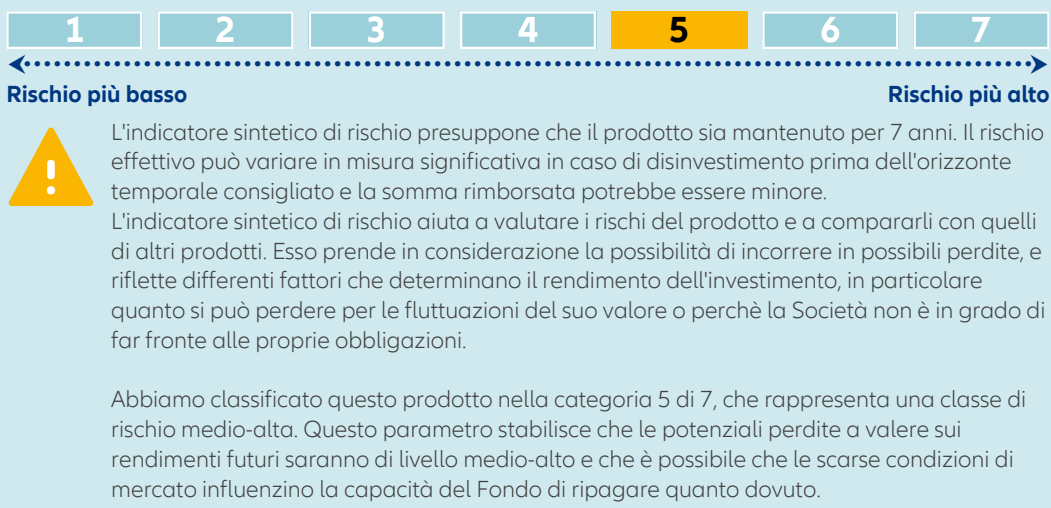 1 2 3 4 5 6 7
Rischio più basso Rischio più alto
L'indicatore sintetico di rischio presuppone che il prodotto sia mantenuto per 7 anni. Il rischio
effettivo può variare in misura significativa in caso di disinvestimento prima dell'orizzonte
temporale consigliato e la somma rimborsata potrebbe essere minore.
L'indicatore sintetico di rischio aiuta a valutare i rischi del prodotto e a compararli con quelli
di altri prodotti. Esso prende in considerazione la possibilità di incorrere in possibili perdite, e
riflette differenti fattori che determinano il rendimento dell'investimento, in particolare
quanto si può perdere per le fluttuazioni del suo valore o perchè la Società non è in grado di
far fronte alle proprie obbligazioni.
Abbiamo classificato questo prodotto nella categoria 5 di 7, che rappresenta una classe di
rischio medio-alta. Questo parametro stabilisce che le potenziali perdite a valere sui
rendimenti futuri saranno di livello medio-alto e che è possibile che le scarse condizioni di
mercato influenzino la capacità del Fondo di ripagare quanto dovuto.